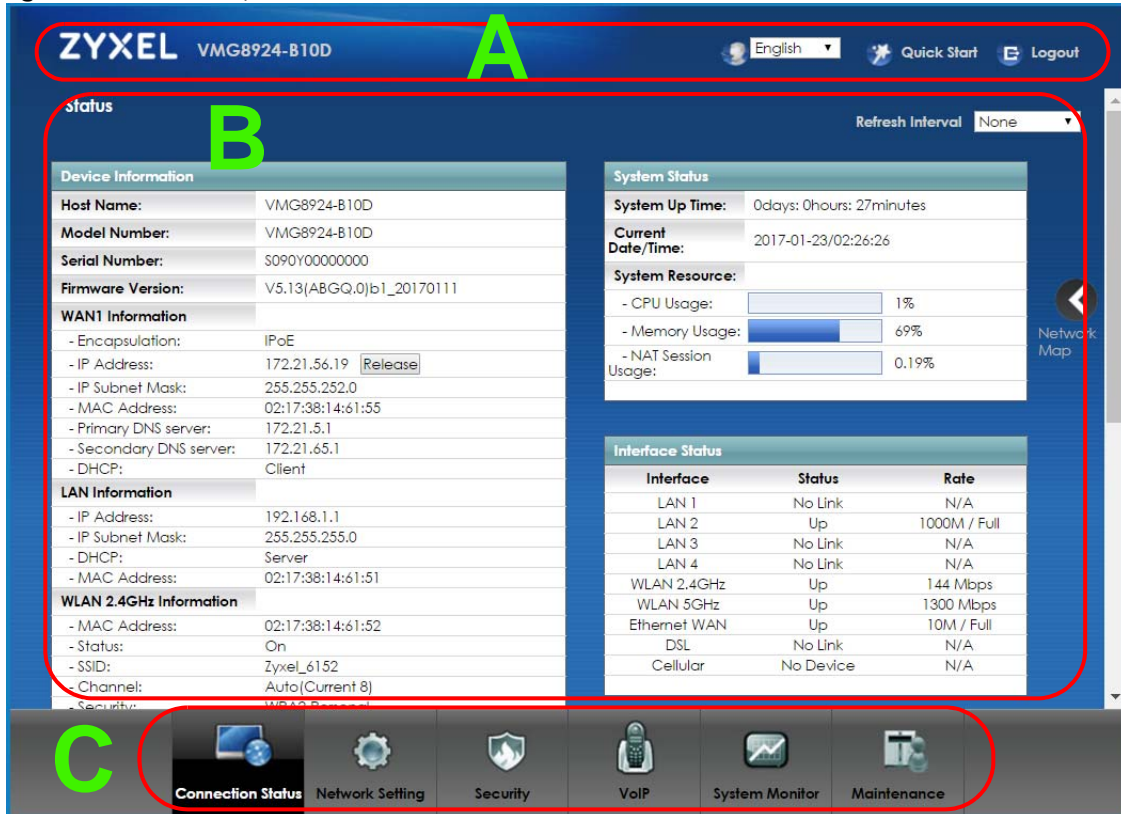 ZYXEL VMG8924-B10D English Quick Start Logout
A
Status
B
Refresh Interval None
Device Information
Host Name: VMG8924-B10D
Model Number: VMG8924-B10D
Serial Number: S090Y00000000
Firmware Version: V5.13(ABGQ.0)b1_20170111
WAN1 Information
- Encapsulation: IPoE
- IP Address: 172.21.56.19 Release
- IP Subnet Mask: 255.255.252.0
- MAC Address: 02:17:38:14:61:55
- Primary DNS server: 172.21.5.1
- Secondary DNS server: 172.21.65.1
- DHCP: Client
LAN Information
- IP Address: 192.168.1.1
- IP Subnet Mask: 255.255.255.0
- DHCP: Server
- MAC Address: 02:17:38:14:61:51
WLAN 2.4GHz Information
- MAC Address: 02:17:38:14:61:52
- Status: On
- SSID: Zyxel_6152
- Channel: Auto(Current 8)
- Security: WPA2-Personal
System Status
System Up Time: 0days: 0hours: 27minutes
Current
Date/Time: 2017-01-23/02:26:26
System Resource:
- CPU Usage: 1%
- Memory Usage: 69%
- NAT Session
Usage: 0.19%
Network
Map
Interface Status
Interface Status Rate
LAN 1 No Link N/A
LAN 2 Up 1000M / Full
LAN 3 No Link N/A
LAN 4 No Link N/A
WLAN 2.4GHz Up 144 Mbps
WLAN 5GHz Up 1300 Mbps
Ethernet WAN Up 10M / Full
DSL No Link N/A
Cellular No Device N/A
C
Connection Status Network Setting Security VoIP System Monitor Maintenance